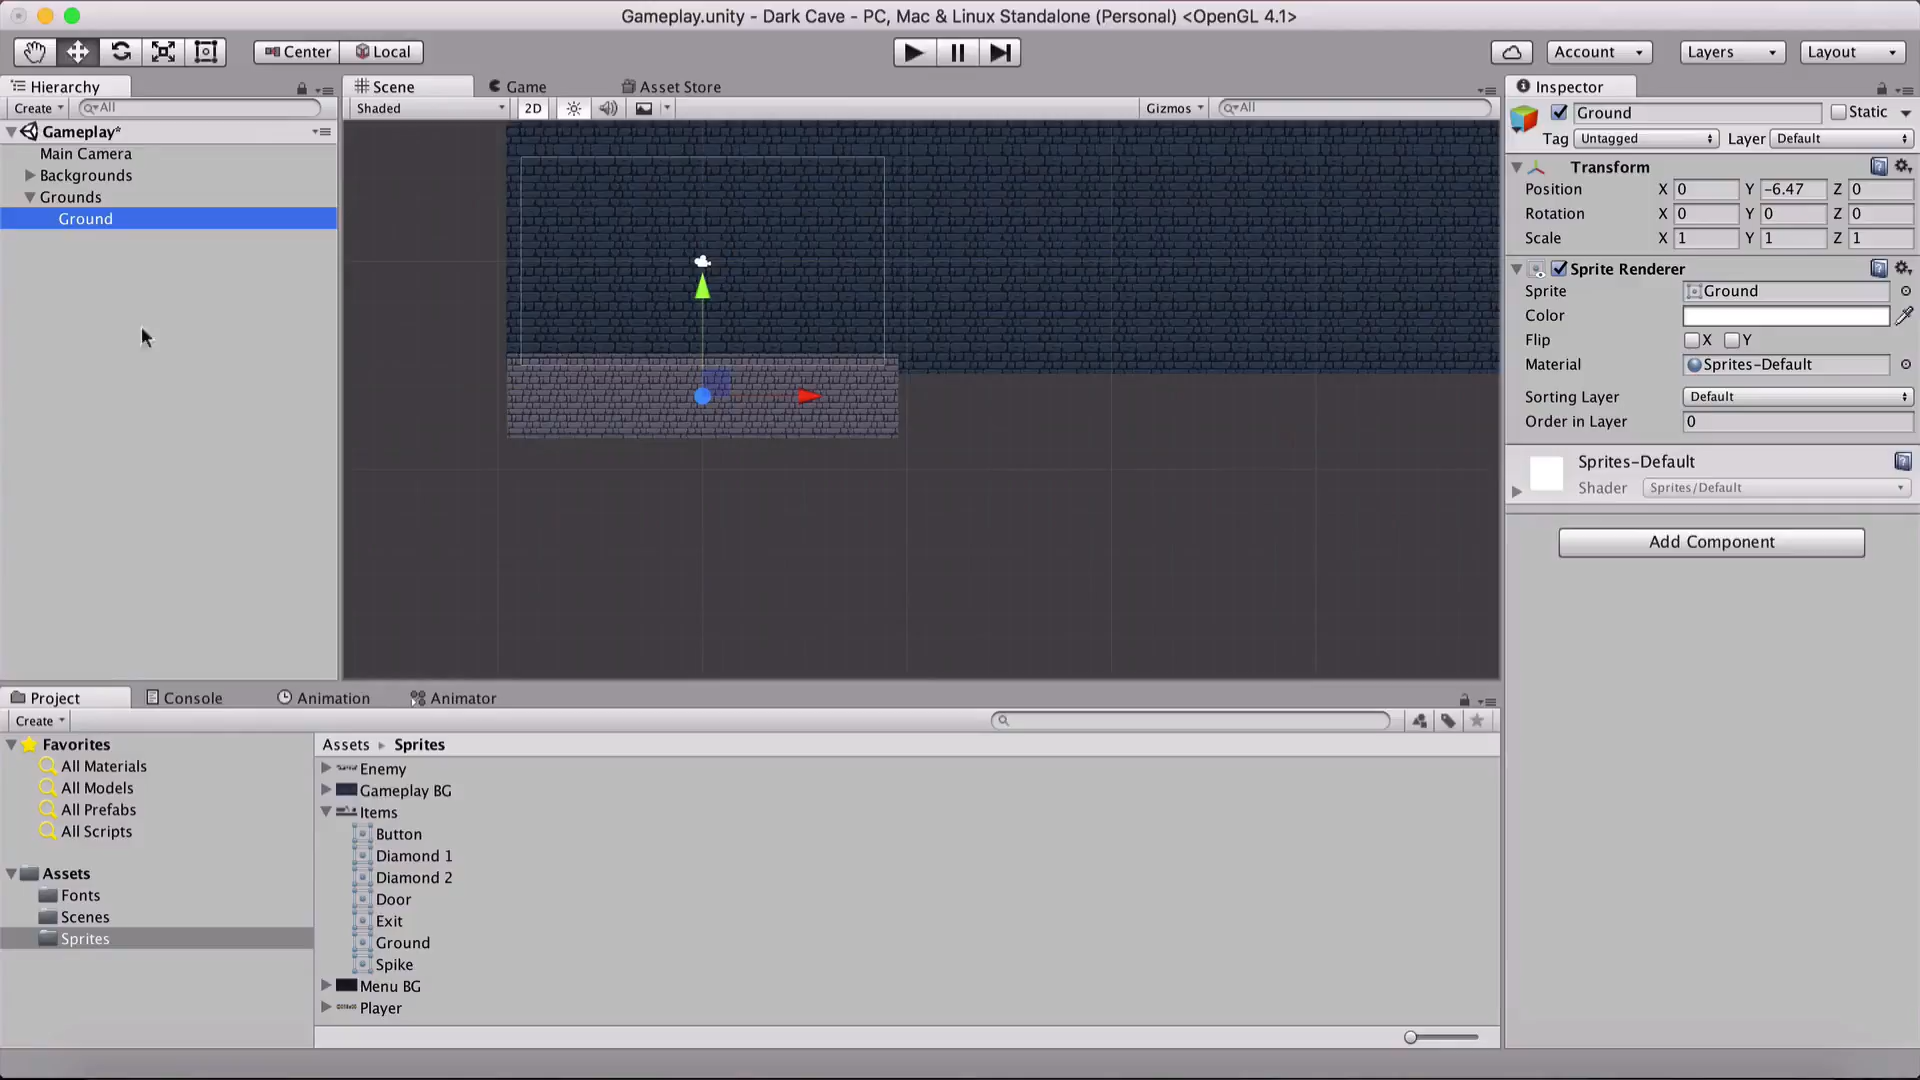 Gameplay.unity - Dark Cave - PC, Mac & Linux Standalone (Personal) <OpenGL 4.1>
Center Local Account Layers Layout
Hierarchy
Create All
Gameplay*
Main Camera
Backgrounds
Grounds
Ground
Scene Game Asset Store
Shaded 2D Gizmos All
Inspector
Ground Static
Tag Untagged Layer Default
Transform
Position X 0 Y -6.47 Z 0
Rotation X 0 Y 0 Z 0
Scale X 1 Y 1 Z 1
Sprite Renderer
Sprite Ground
Color
Flip X Y
Material Sprites-Default
Sorting Layer Default
Order in Layer 0
Sprites-Default
Shader Sprites/Default
Add Component
Project Console Animation Animator
Create
Favorites
All Materials
All Models
All Prefabs
All Scripts
Assets
Fonts
Scenes
Sprites
Assets Sprites
Enemy
Gameplay BG
Items
Button
Diamond 1
Diamond 2
Door
Exit
Ground
Spike
Menu BG
Player